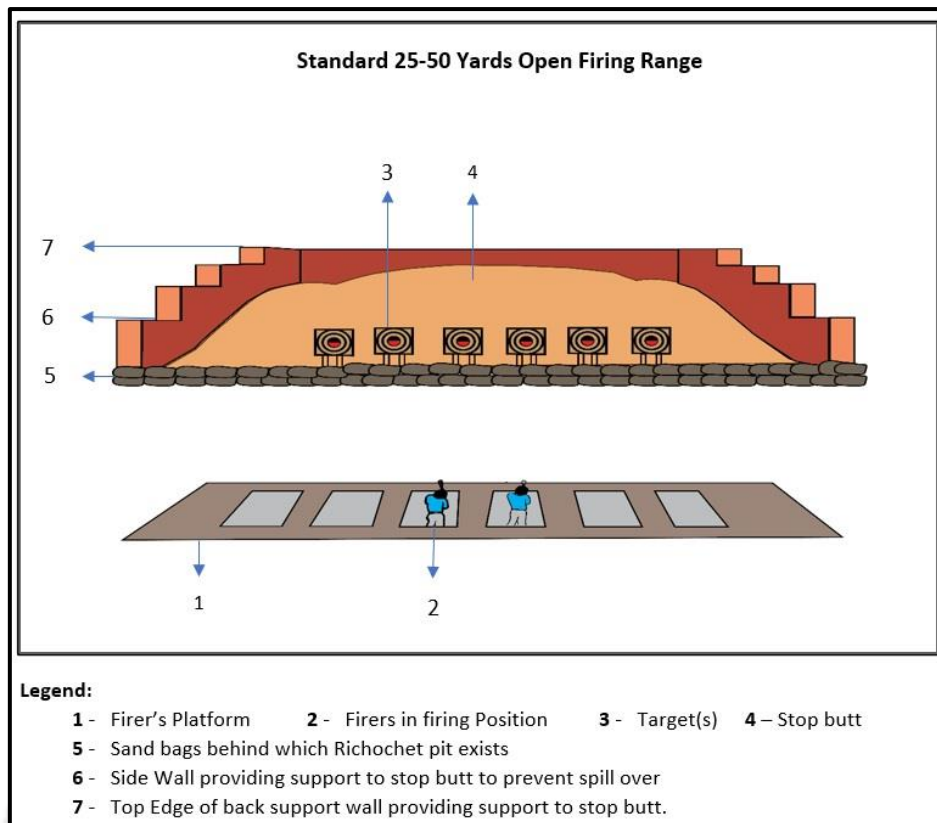 Standard 25-50 Yards Open Firing Range
3
4
7
6
5
1
2
Legend:
1 - Firer's Platform 2 - Firers in firing Position 3 - Target(s) 4 – Stop butt
5 - Sand bags behind which Richochet pit exists
6 - Side Wall providing support to stop butt to prevent spill over
7 - Top Edge of back support wall providing support to stop butt.